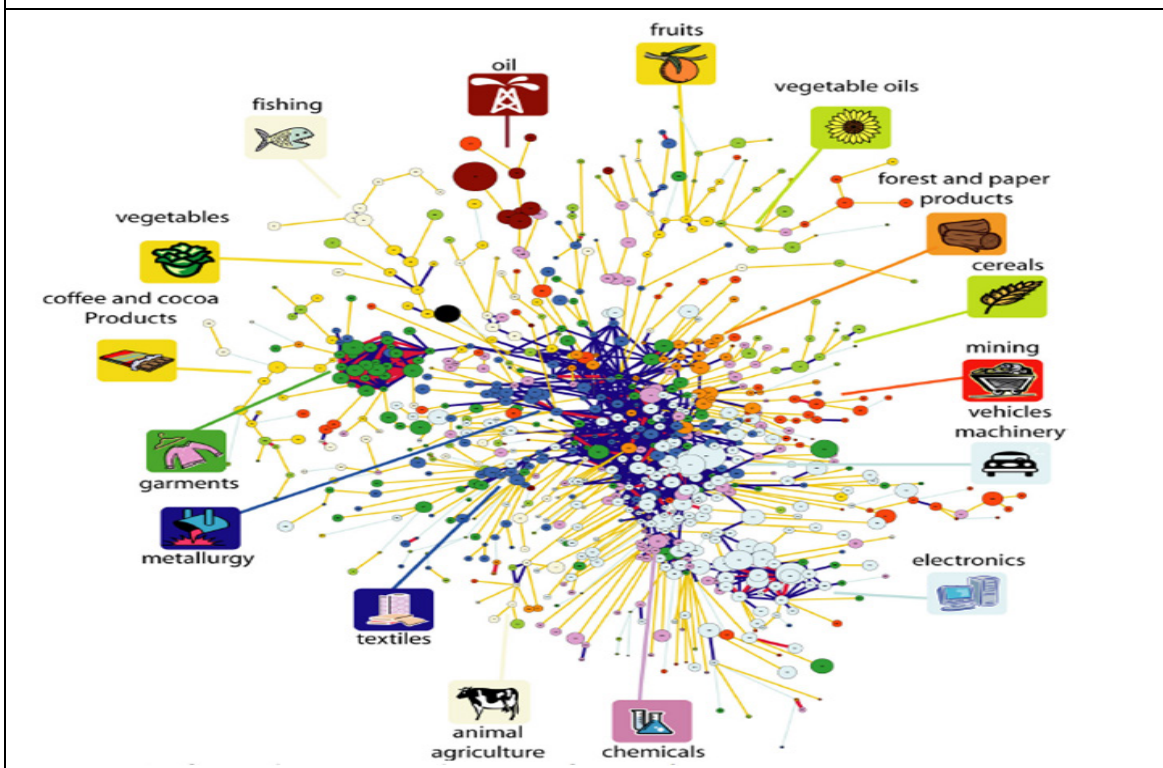 fruits
oil
vegetable oils
fishing
forest and paper
products
vegetables
cereals
coffee and cocoa
Products
mining
vehicles
machinery
garments
metallurgy
electronics
textiles
animal
agriculture
chemicals